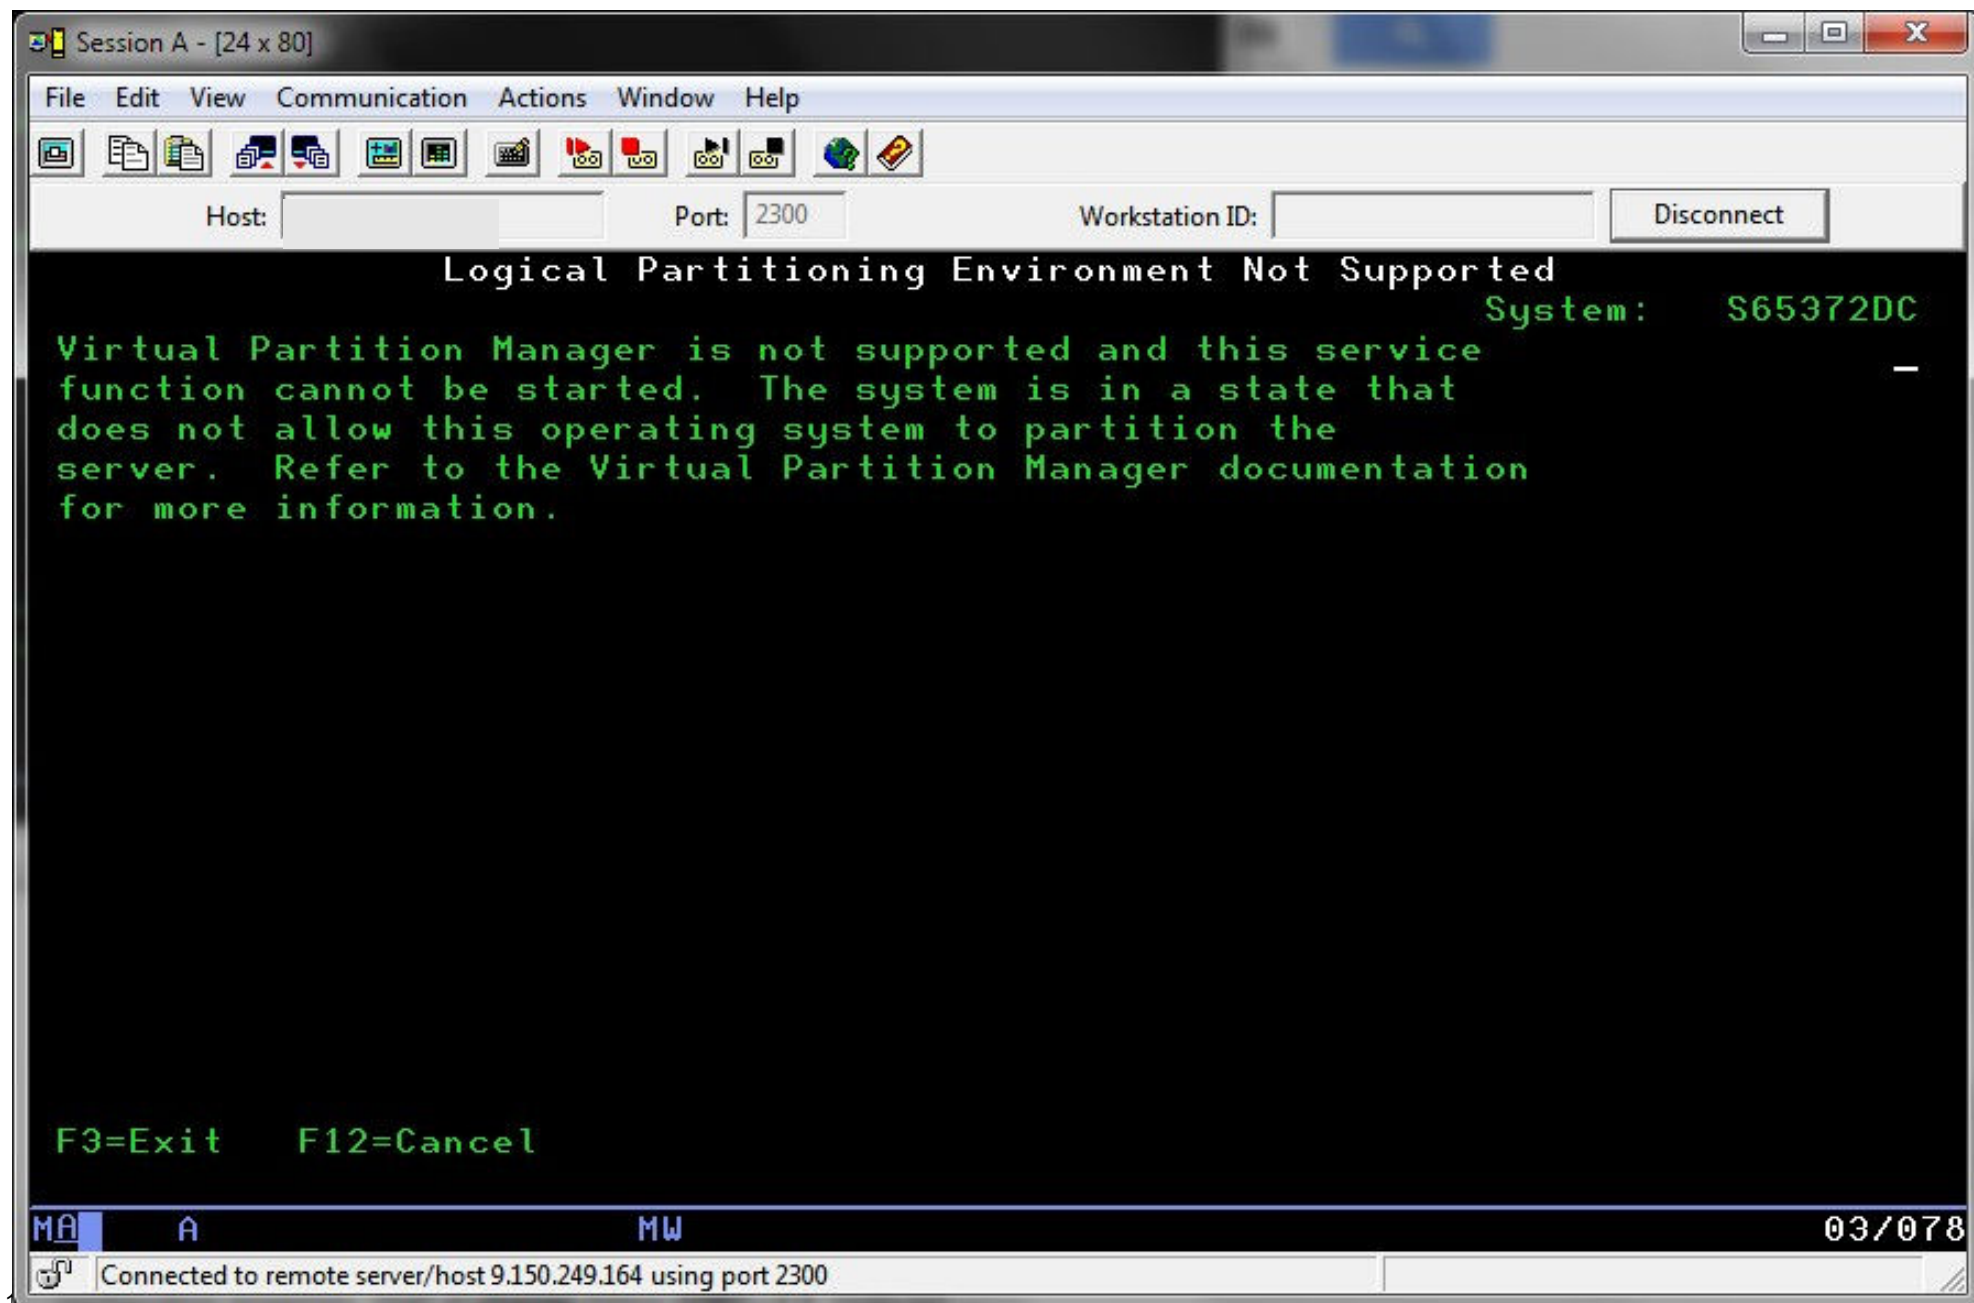 Session A - [24 x 80]
File Edit View Communication Actions Window Help
Host: Port: 2300 Workstation ID: Disconnect
Logical Partitioning Environment Not Supported
System: S65372DC
Virtual Partition Manager is not supported and this service
function cannot be started. The system is in a state that
does not allow this operating system to partition the
server. Refer to the Virtual Partition Manager documentation
for more information.
F3=Exit F12=Cancel
MA A MW 03/078
Connected to remote server/host 9.150.249.164 using port 2300